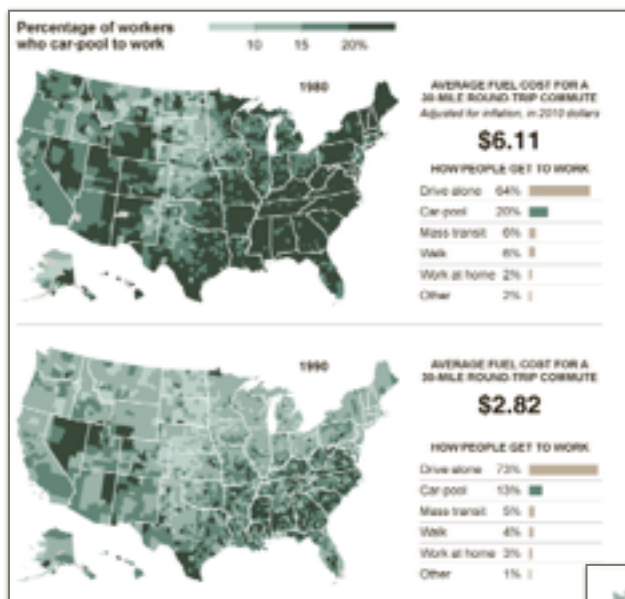 Percentage of workers
who car-pool to work
10 15 20%
1980
AVERAGE FUEL COST FOR A
30-MILE ROUND-TRIP COMMUTE
Adjusted for inflation, in 2010 dollars
$6.11
HOW PEOPLE GET TO WORK
Drive alone 64%
Car-pool 20%
Mass transit 6%
Walk 6%
Work at home 2%
Other 2%
1990
AVERAGE FUEL COST FOR A
30-MILE ROUND-TRIP COMMUTE
$2.82
HOW PEOPLE GET TO WORK
Drive alone 73%
Car-pool 13%
Mass transit 5%
Walk 4%
Work at home 3%
Other 1%